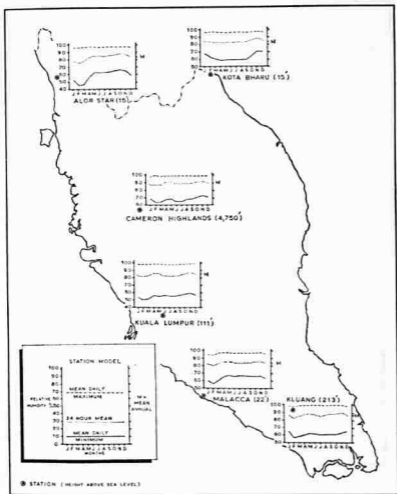 100
90
80
70
60
50
40
J F M A M J J A S O N D
M
ALOR STAR (15')
100
90
80
70
60
50
J F M A M J J A S O N D
M
KOTA BHARU (15')
100
90
80
70
60
J F M A M J J A S O N D
M
CAMERON HIGHLANDS (4,750')
100
90
80
70
60
50
J F M A M J J A S O N D
M
KUALA LUMPUR (111')
100
90
80
70
60
50
J F M A M J J A S O N D
M
MALACCA (22')
KLUANG (213')
100
90
80
70
60
50
J F M A M J J A S O N D
STATION MODEL
100
90
80
70
60
50
40
30
20
10
0
RELATIVE
HUMIDITY
MEAN DAILY
MAXIMUM
24 HOUR MEAN
MEAN DAILY
MINIMUM
J F M A M J J A S O N D
MONTHS
M =
MEAN
ANNUAL
STATION (HEIGHT ABOVE SEA LEVEL)